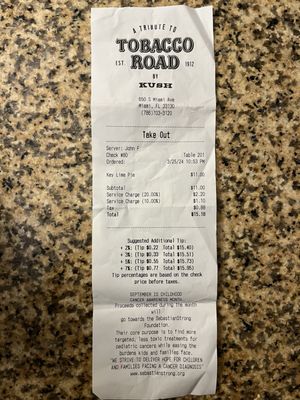 A TRIBUTE TO
TOBACCO
EST. ROAD 1912
BY
KUSH
650 S Miami Ave
Miami, FL 33130
(786)703-3120
Take Out
Server: John F
Check #80 Table 201
Ordered: 3/25/24 10:53 PM
Key Lime Pie $11.00
Subtotal $11.00
Service Charge (20.00%) $2.20
Service Charge (10.00%) $1.10
Tax $0.88
Total $15.18
Suggested Additional Tip:
+ 2%: (Tip $0.22 Total $15.40)
+ 3%: (Tip $0.33 Total $15.51)
+ 5%: (Tip $0.55 Total $15.73)
+ 7%: (Tip $0.77 Total $15.95)
Tip percentages are based on the check
price before taxes.
SEPTEMBER IS CHILDHOOD
CANCER AWARENESS MONTH
Proceeds collected during the month
will
go towards the SebastianStrong
Foundation.
Their core purpose is to find more
targeted, less toxic treatments for
pediatric cancers while easing the
burdens kids and families face.
"WE STRIVE TO DELIVER HOPE FOR CHILDREN
AND FAMILIES FACING A CANCER DIAGNOSIS"
www.sebastianstrong.org